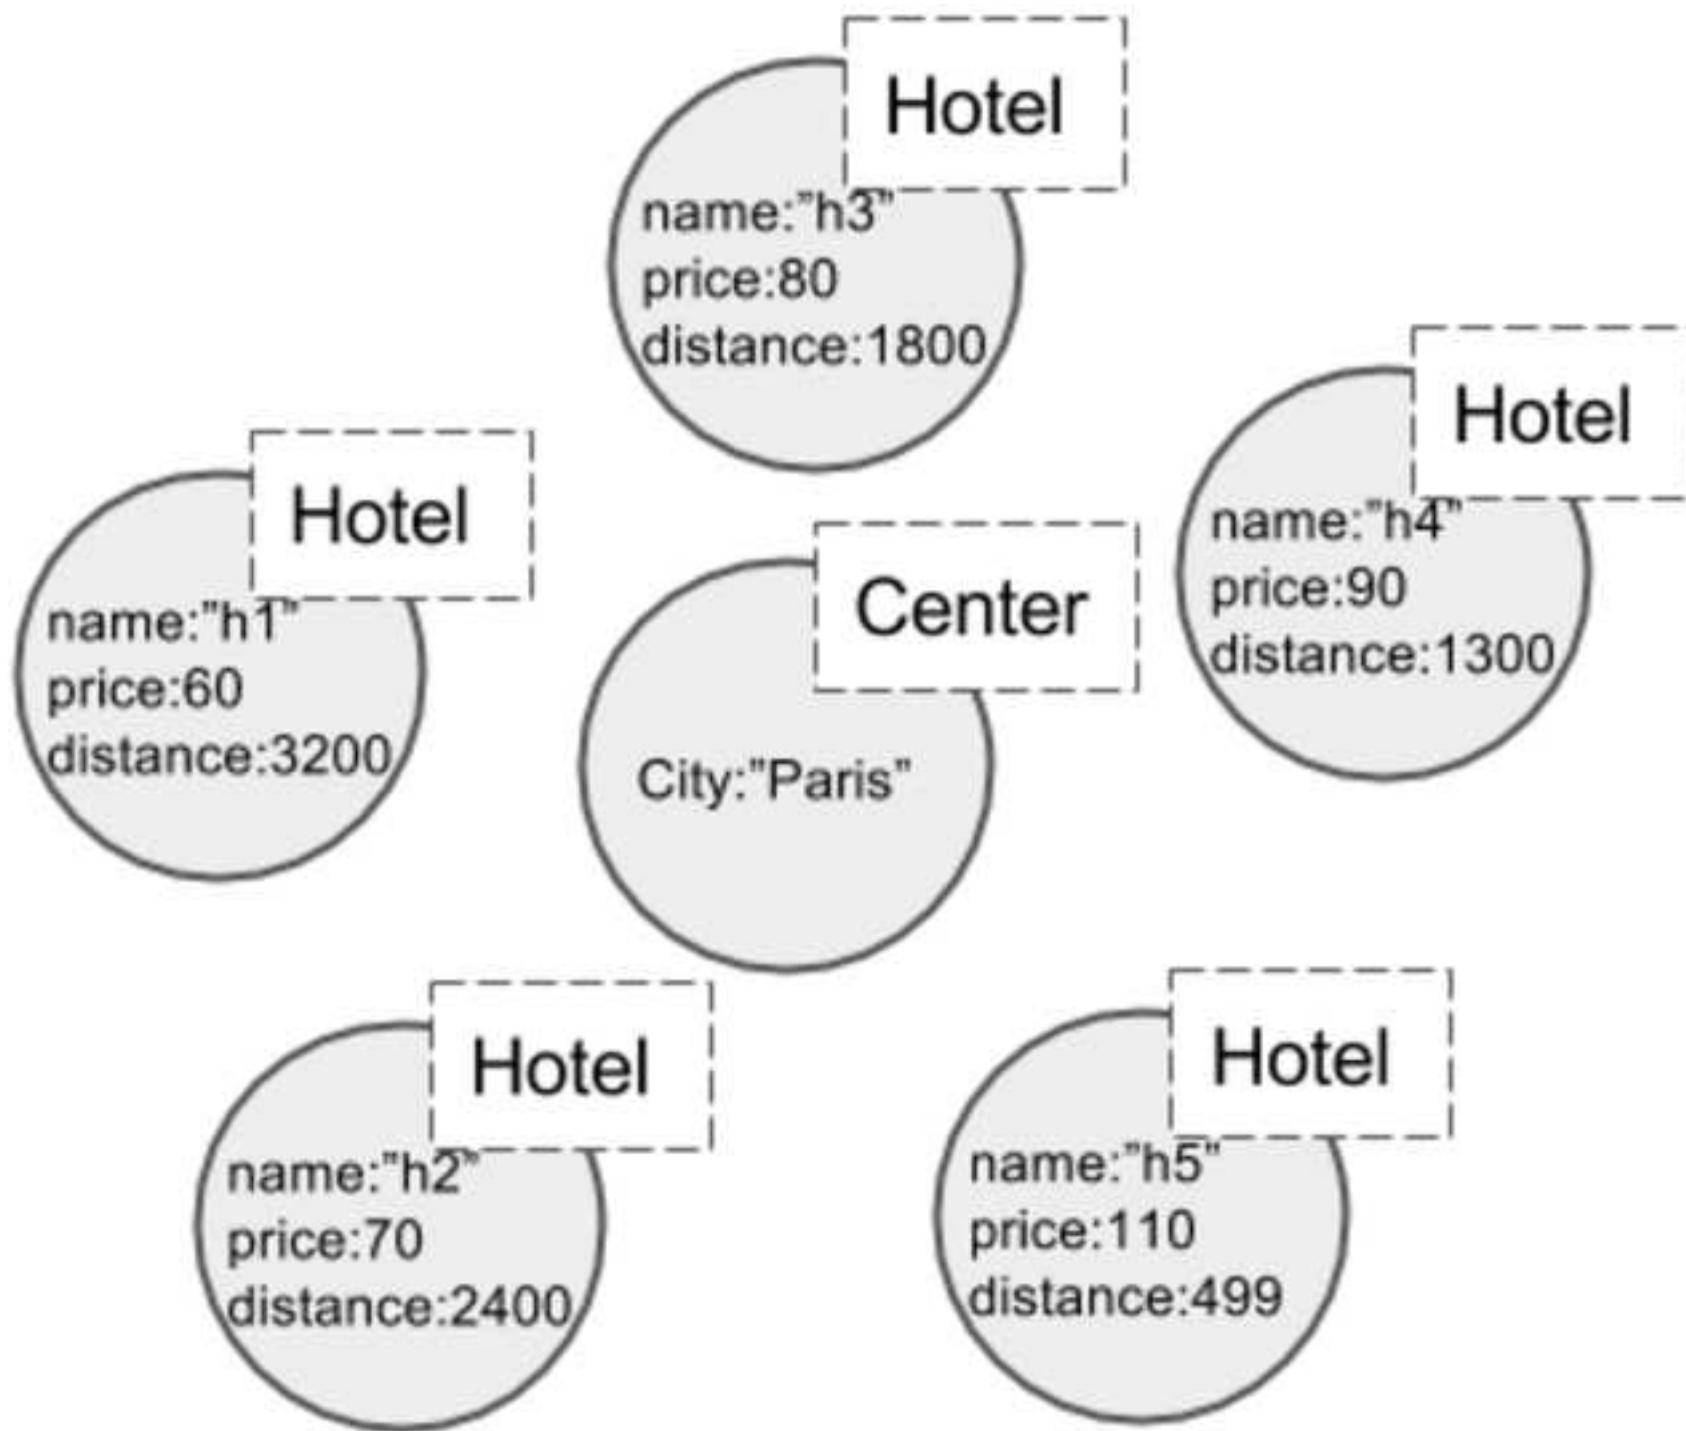 Hotel
name:"h3"
price:80
distance:1800
Hotel
name:"h4"
price:90
distance:1300
Hotel
name:"h1"
price:60
distance:3200
Center
City:"Paris"
Hotel
name:"h2"
price:70
distance:2400
Hotel
name:"h5"
price:110
distance:499